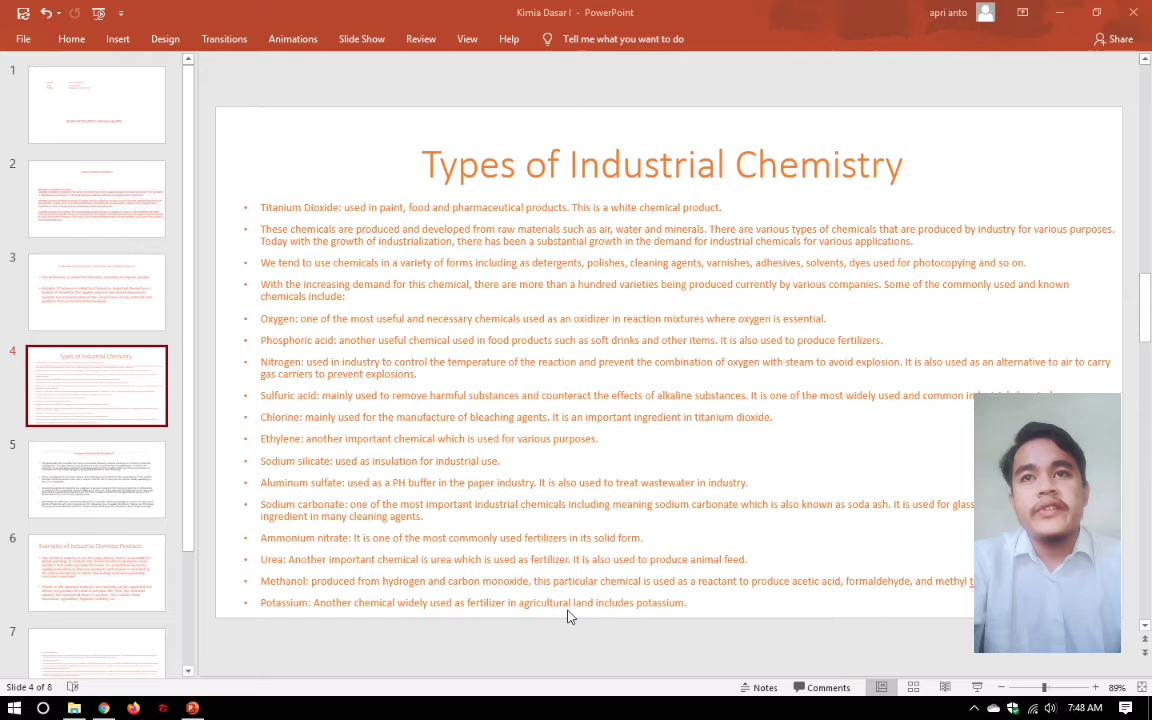 Kimia Dasar I - PowerPoint
apri anto
File Home Insert Design Transitions Animations Slide Show Review View Help Tell me what you want to do Share
1
2
3
4
Types of Industrial Chemistry
5
6
Examples of Industrial Chemical Products
7
Types of Industrial Chemistry
• Titanium Dioxide: used in paint, food and pharmaceutical products. This is a white chemical product.
• These chemicals are produced and developed from raw materials such as air, water and minerals. There are various types of chemicals that are produced by industry for various purposes.
Today with the growth of industrialization, there has been a substantial growth in the demand for industrial chemicals for various applications.
• We tend to use chemicals in a variety of forms including as detergents, polishes, cleaning agents, varnishes, adhesives, solvents, dyes used for photocopying and so on.
• With the increasing demand for this chemical, there are more than a hundred varieties being produced currently by various companies. Some of the commonly used and known
chemicals include:
• Oxygen: one of the most useful and necessary chemicals used as an oxidizer in reaction mixtures where oxygen is essential.
• Phosphoric acid: another useful chemical used in food products such as soft drinks and other items. It is also used to produce fertilizers.
• Nitrogen: used in industry to control the temperature of the reaction and prevent the combination of oxygen with steam to avoid explosion. It is also used as an alternative to air to carry
gas carriers to prevent explosions.
• Sulfuric acid: mainly used to remove harmful substances and counteract the effects of alkaline substances. It is one of the most widely used and common
• Chlorine: mainly used for the manufacture of bleaching agents. It is an important ingredient in titanium dioxide.
• Ethylene: another important chemical which is used for various purposes.
• Sodium silicate: used as insulation for industrial use.
• Aluminum sulfate: used as a PH buffer in the paper industry. It is also used to treat wastewater in industry.
• Sodium carbonate: one of the most important industrial chemicals including meaning sodium carbonate which is also known as soda ash. It is used for glass
ingredient in many cleaning agents.
• Ammonium nitrate: It is one of the most commonly used fertilizers in its solid form.
• Urea: Another important chemical is urea which is used as fertilizer. It is also used to produce animal feed.
• Methanol: produced from hydrogen and carbon monoxide, this particular chemical is used as a reactant to produce acetic acid, formaldehyde, and methyl
• Potassium: Another chemical widely used as fertilizer in agricultural land includes potassium.
Slide 4 of 8
Notes Comments 89%
7:48 AM